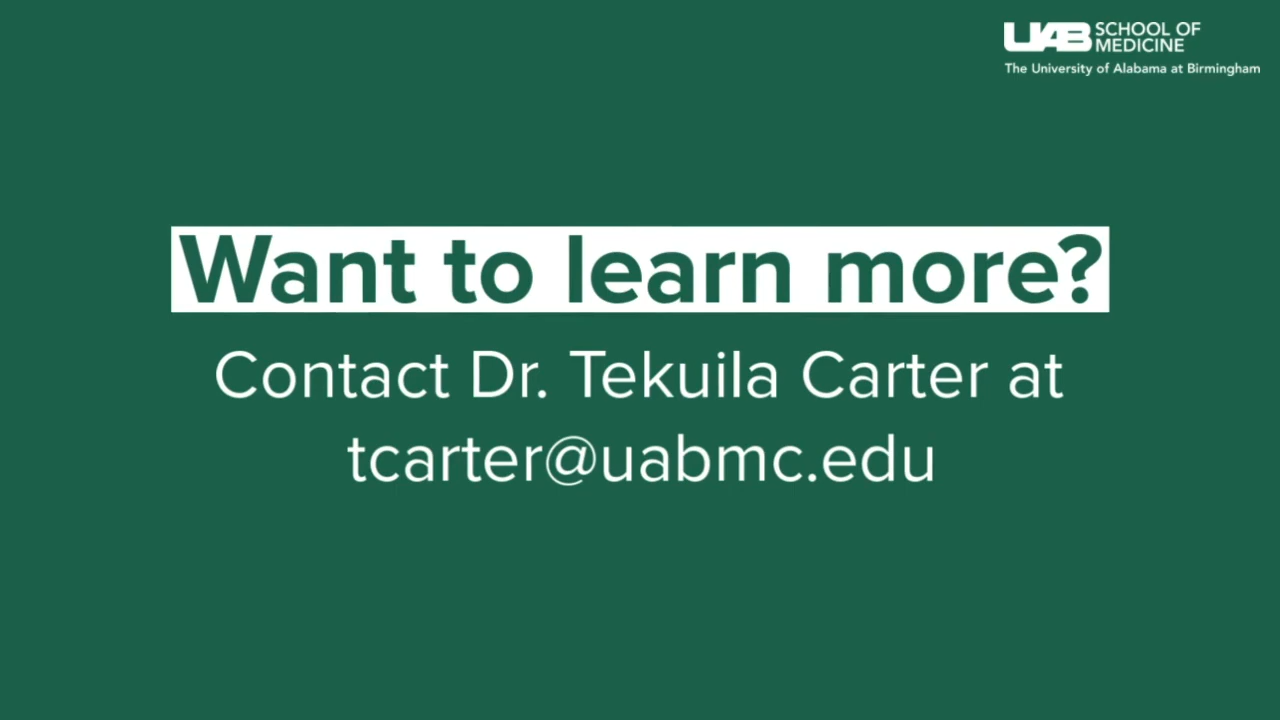 UAB SCHOOL OF
MEDICINE
The University of Alabama at Birmingham
Want to learn more?
Contact Dr. Tekuila Carter at
tcarter@uabmc.edu